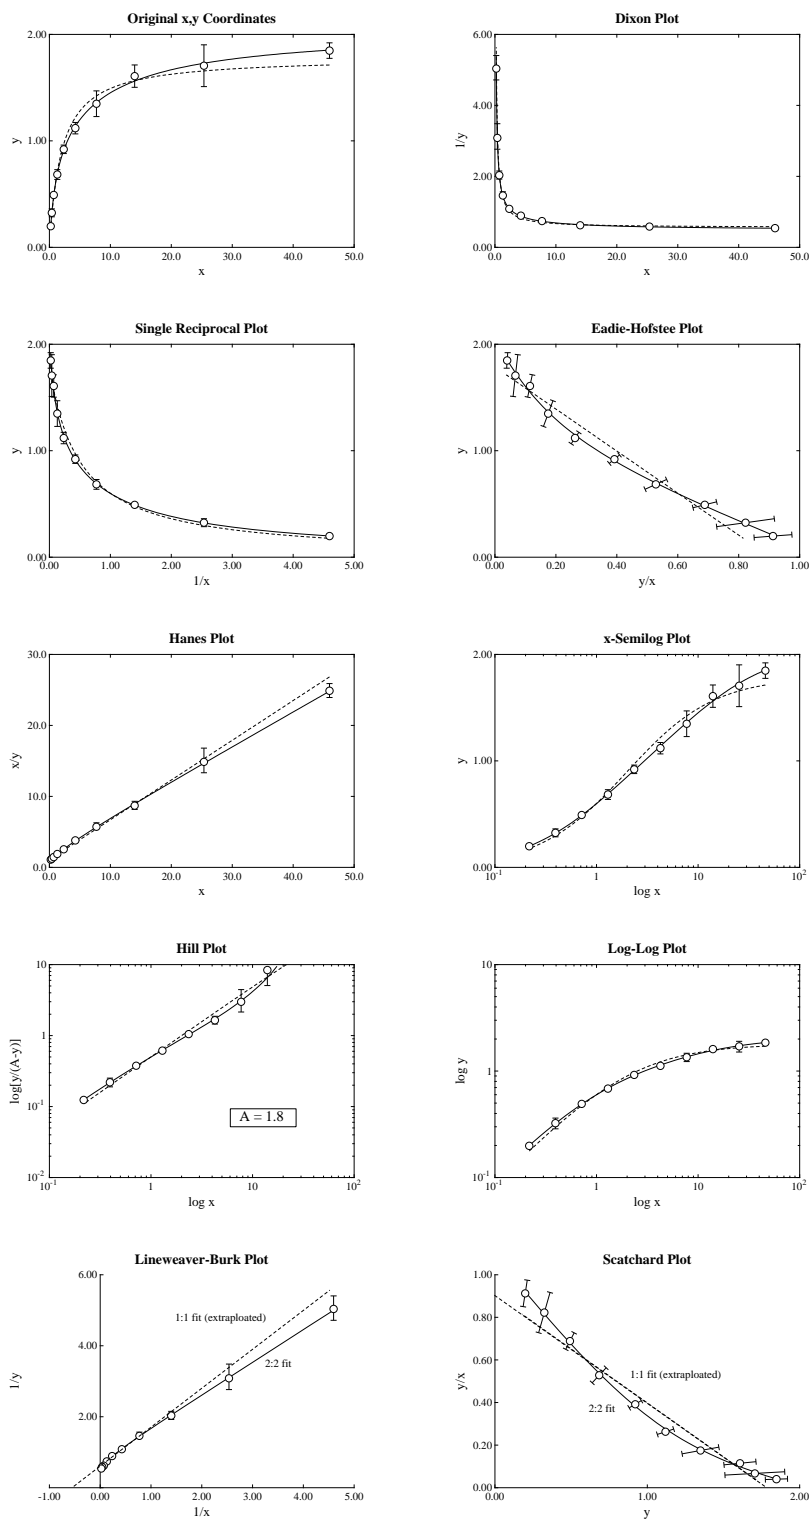 Original x,y Coordinates
2.00
1.00
0.00
y
0.0 10.0 20.0 30.0 40.0 50.0
x
Dixon Plot
6.00
4.00
2.00
0.00
1/y
0.0 10.0 20.0 30.0 40.0 50.0
x
Single Reciprocal Plot
2.00
1.00
0.00
y
0.00 1.00 2.00 3.00 4.00 5.00
1/x
Eadie-Hofstee Plot
2.00
1.00
0.00
y
0.00 0.20 0.40 0.60 0.80 1.00
y/x
Hanes Plot
30.0
20.0
10.0
0.0
x/y
0.0 10.0 20.0 30.0 40.0 50.0
x
x-Semilog Plot
2.00
1.00
0.00
y
10-1 1 10 102
log x
Hill Plot
10
1
10-1
10-2
log[y/(A-y)]
A = 1.8
10-1 1 10 102
log x
Log-Log Plot
10
1
10-1
log y
10-1 1 10 102
log x
Lineweaver-Burk Plot
6.00
4.00
2.00
1/y
1:1 fit (extraploated)
2:2 fit
-1.00 0.00 1.00 2.00 3.00 4.00 5.00
1/x
Scatchard Plot
1.00
0.80
0.60
0.40
0.20
0.00
y/x
1:1 fit (extraploated)
2:2 fit
0.00 1.00 2.00
y